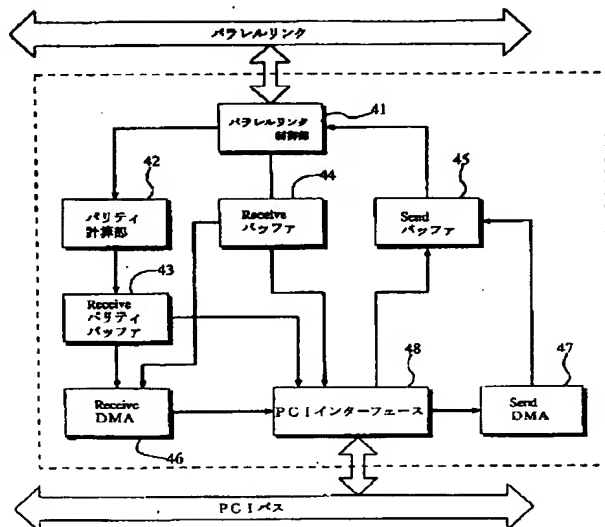 パラレルリンク
41
パラレルリンク
制御部
42
パリティ
計算部
44
Receive
バッファ
45
Send
バッファ
43
Receive
パリティ
バッファ
48
47
Receive
DMA
PCIインターフェース
Send
DMA
46
PCIバス